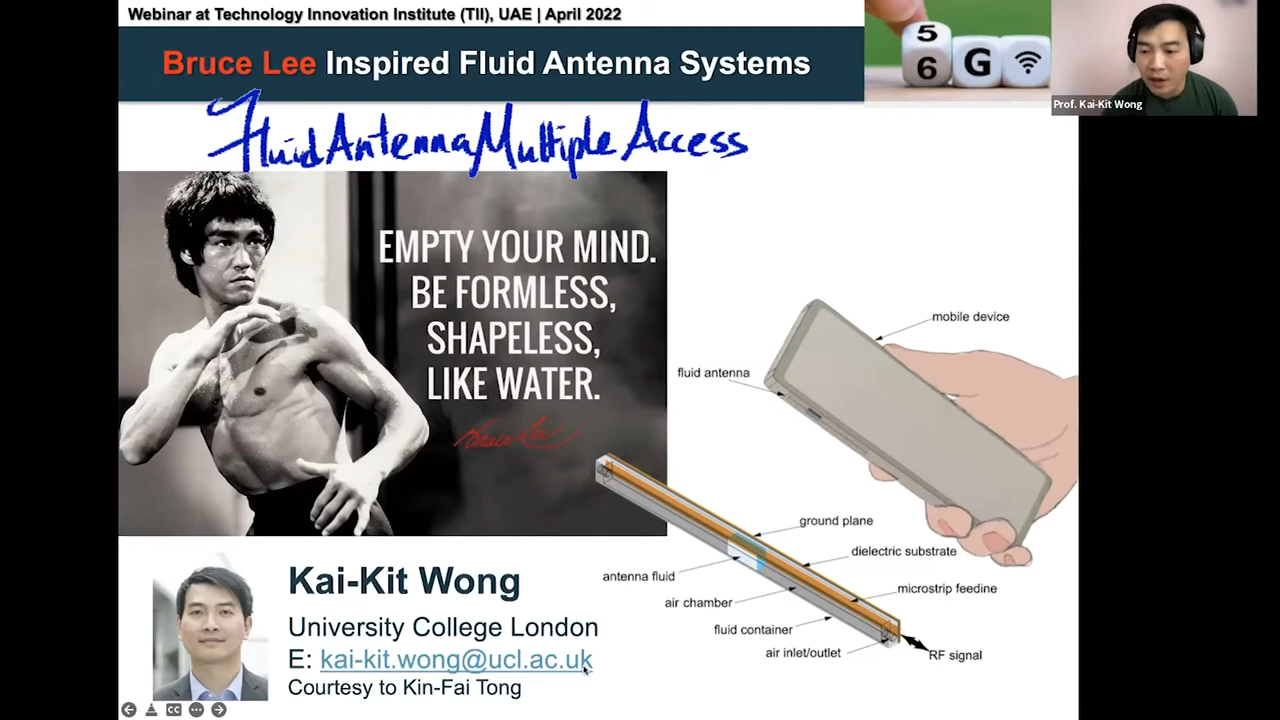 Webinar at Technology Innovation Institute (TII), UAE | April 2022
Bruce Lee Inspired Fluid Antenna Systems
5
6 G
Prof. Kai-Kit Wong
Fluid Antenna Multiple Access
EMPTY YOUR MIND.
BE FORMLESS,
SHAPELESS,
LIKE WATER.
Bruce Lee
mobile device
fluid antenna
ground plane
dielectric substrate
antenna fluid
microstrip feedine
air chamber
fluid container
air inlet/outlet
RF signal
Kai-Kit Wong
University College London
E: kai-kit.wong@ucl.ac.uk
Courtesy to Kin-Fai Tong
CC